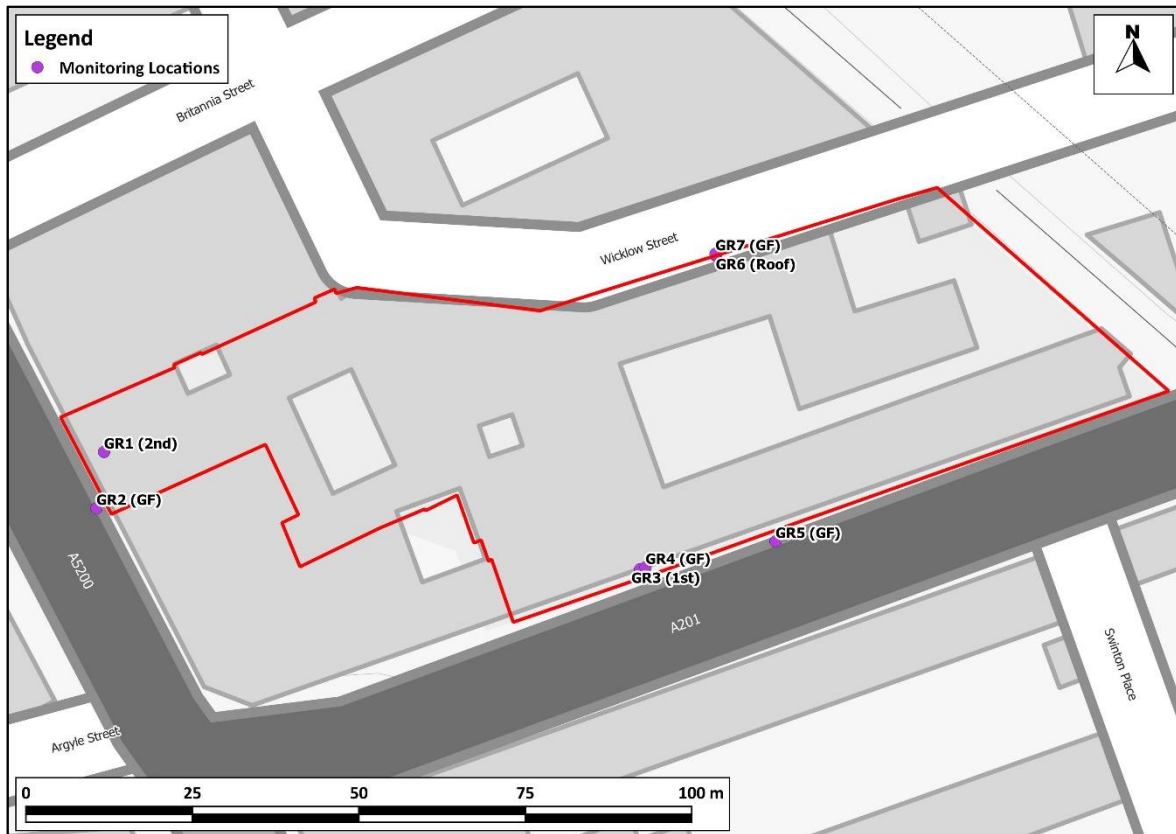 Legend
Monitoring Locations
N
Britannia Street
Wicklow Street
GR7 (GF)
GR6 (Roof)
GR1 (2nd)
GR2 (GF)
GR5 (GF)
GR4 (GF)
GR3 (1st)
A5200
A201
Swinton Place
Argyle Street
0 25 50 75 100 m